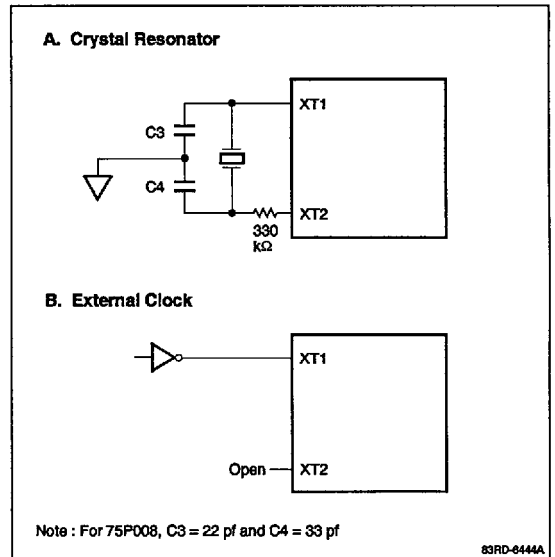 A. Crystal Resonator
XT1
C3
C4
XT2
330
kΩ
B. External Clock
XT1
Open
XT2
Note : For 75P008, C3 = 22 pf and C4 = 33 pf
83RD-6444A